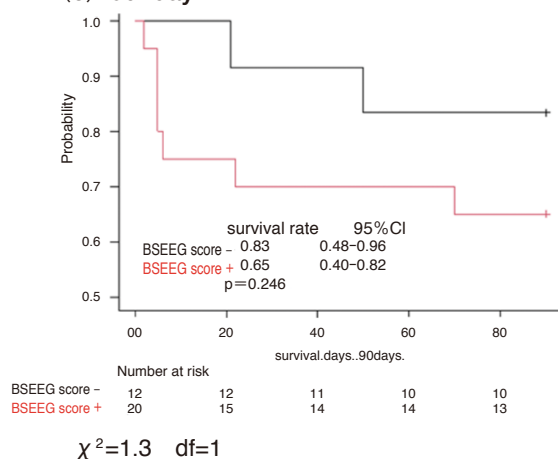 1.0
0.9
0.8
0.7
0.6
0.5
Probability
survival rate 95%CI
BSEEG score − 0.83 0.48−0.96
BSEEG score + 0.65 0.40−0.82
p=0.246
00 20 40 60 80
survival.days..90days.
Number at risk
BSEEG score − 12 12 11 10 10
BSEEG score + 20 15 14 14 13
χ²=1.3 df=1